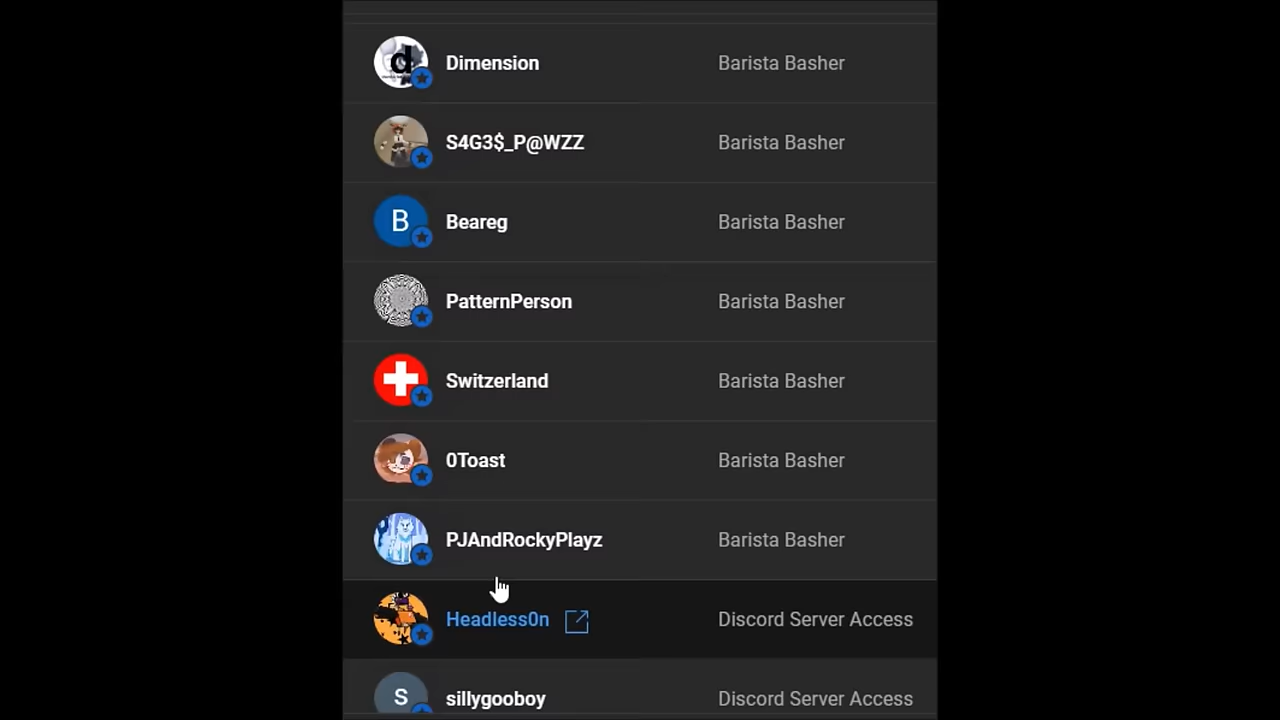 d
Dimension Barista Basher
S4G3$_P@WZZ Barista Basher
B
Beareg Barista Basher
PatternPerson Barista Basher
Switzerland Barista Basher
0Toast Barista Basher
PJAndRockyPlayz Barista Basher
Headless0n Discord Server Access
S
sillygooboy Discord Server Access